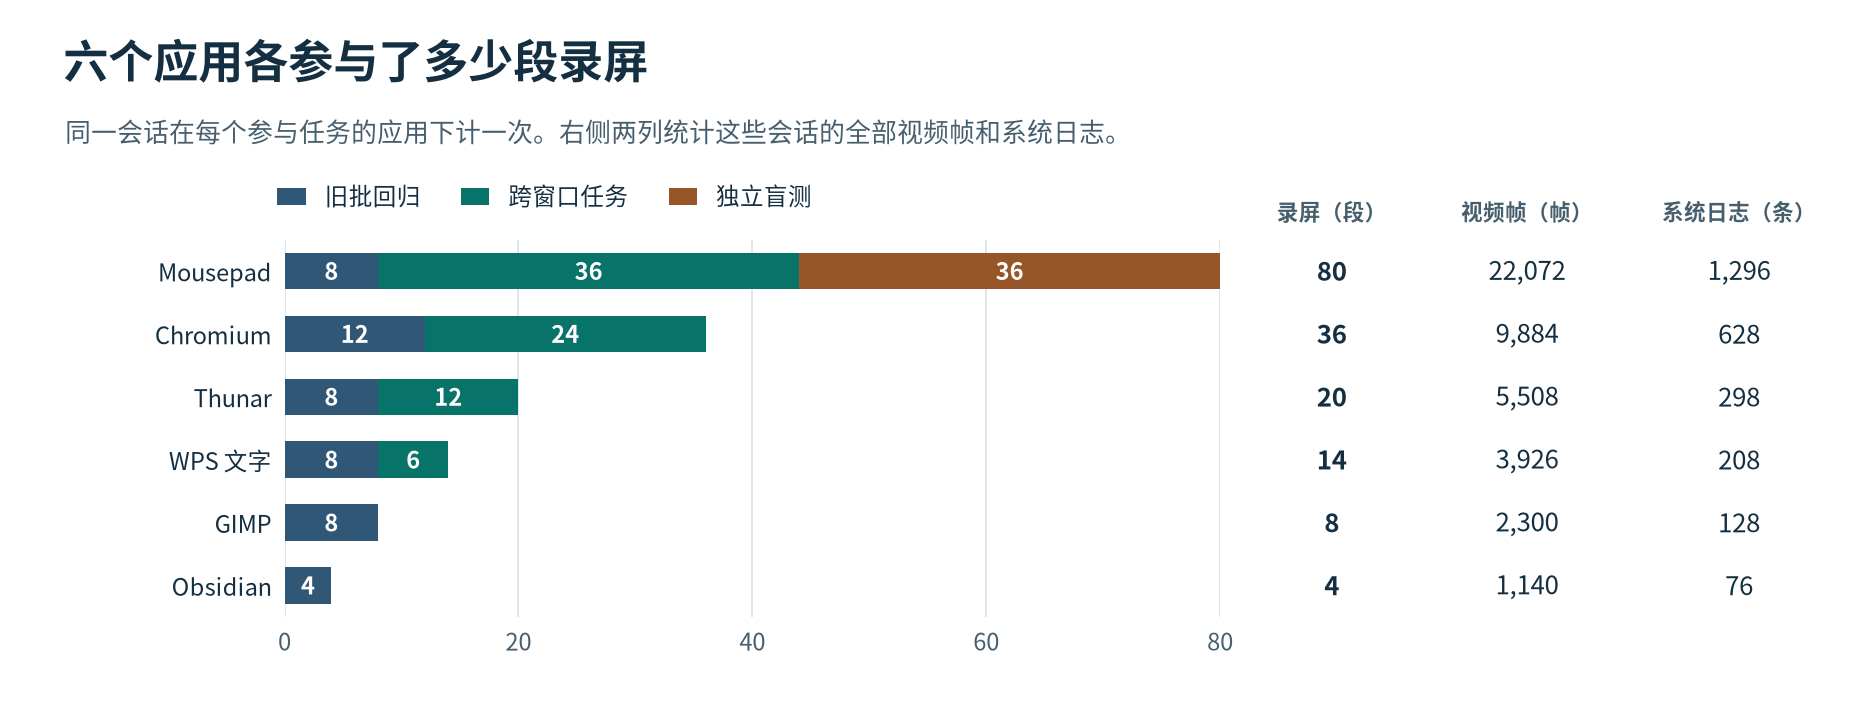 六个应用各参与了多少段录屏
同一会话在每个参与任务的应用下计一次。右侧两列统计这些会话的全部视频帧和系统日志。
旧批回归 跨窗口任务 独立盲测
录屏（段） 视频帧（帧） 系统日志（条）
Mousepad 8 36 36 80 22,072 1,296
Chromium 12 24 36 9,884 628
Thunar 8 12 20 5,508 298
WPS 文字 8 6 14 3,926 208
GIMP 8 8 2,300 128
Obsidian 4 4 1,140 76
0 20 40 60 80